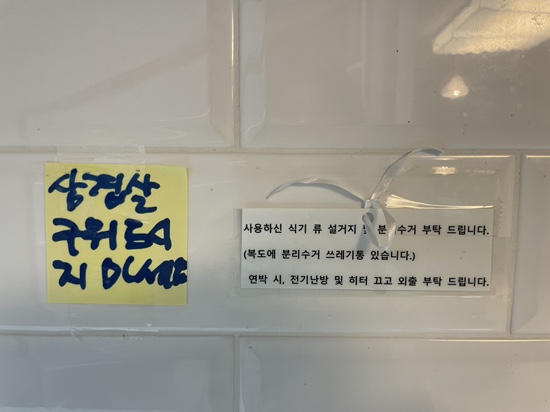 삼겹살
구워드시
지 마세요
사용하신 식기 류 설거지 및 분리수거 부탁 드립니다.
(복도에 분리수거 쓰레기통 있습니다.)
연박 시, 전기난방 및 히터 끄고 외출 부탁 드립니다.